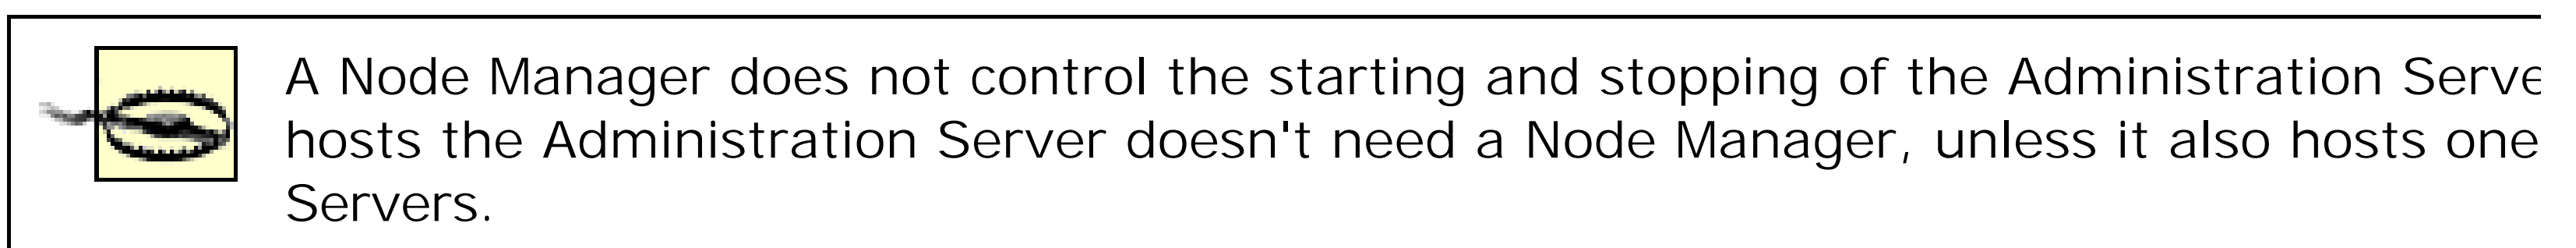 A Node Manager does not control the starting and stopping of the Administration Serve
hosts the Administration Server doesn't need a Node Manager, unless it also hosts one
Servers.